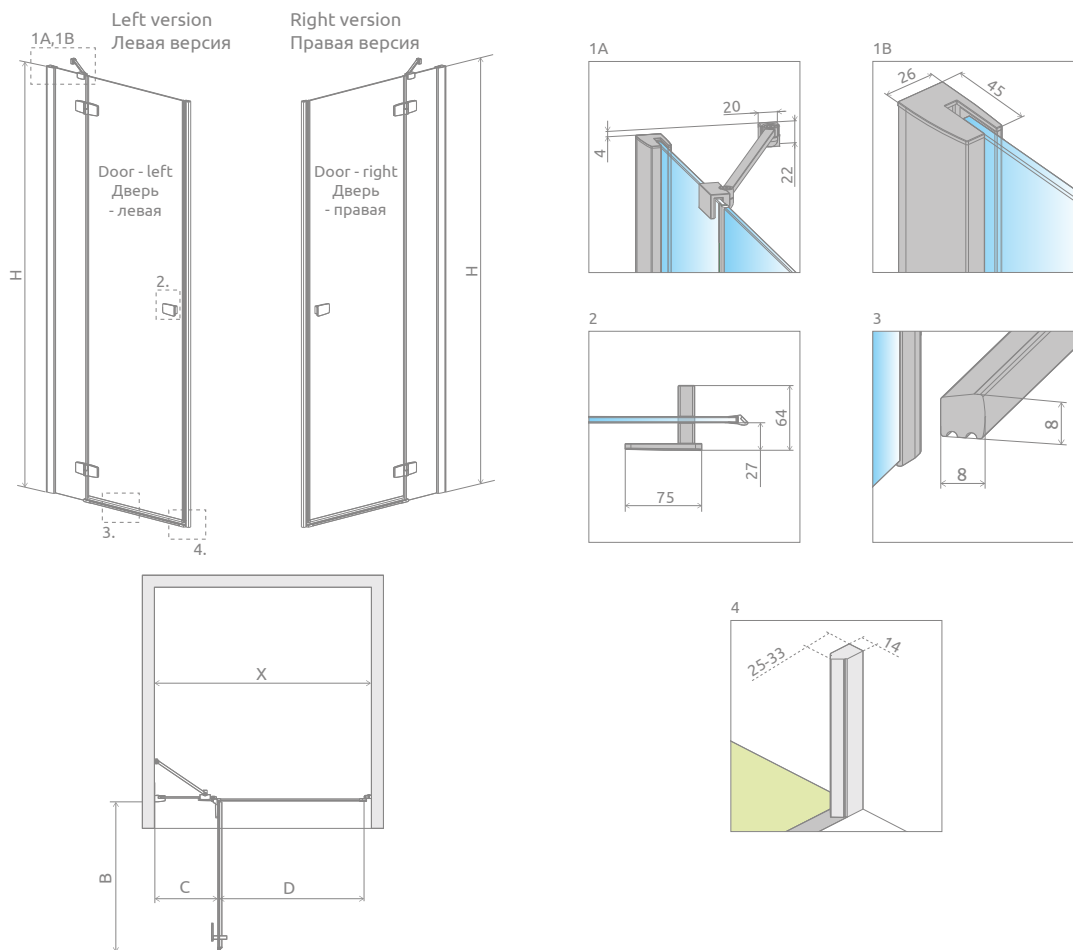 Left version
Левая версия
Right version
Правая версия
1A,1B
H
Door - left
Дверь
- левая
2.
3.
4.
Door - right
Дверь
- правая
H
1A
20
4
22
1B
26
45
2
64
27
75
3
8
8
X
B
C
D
4
25-33
14